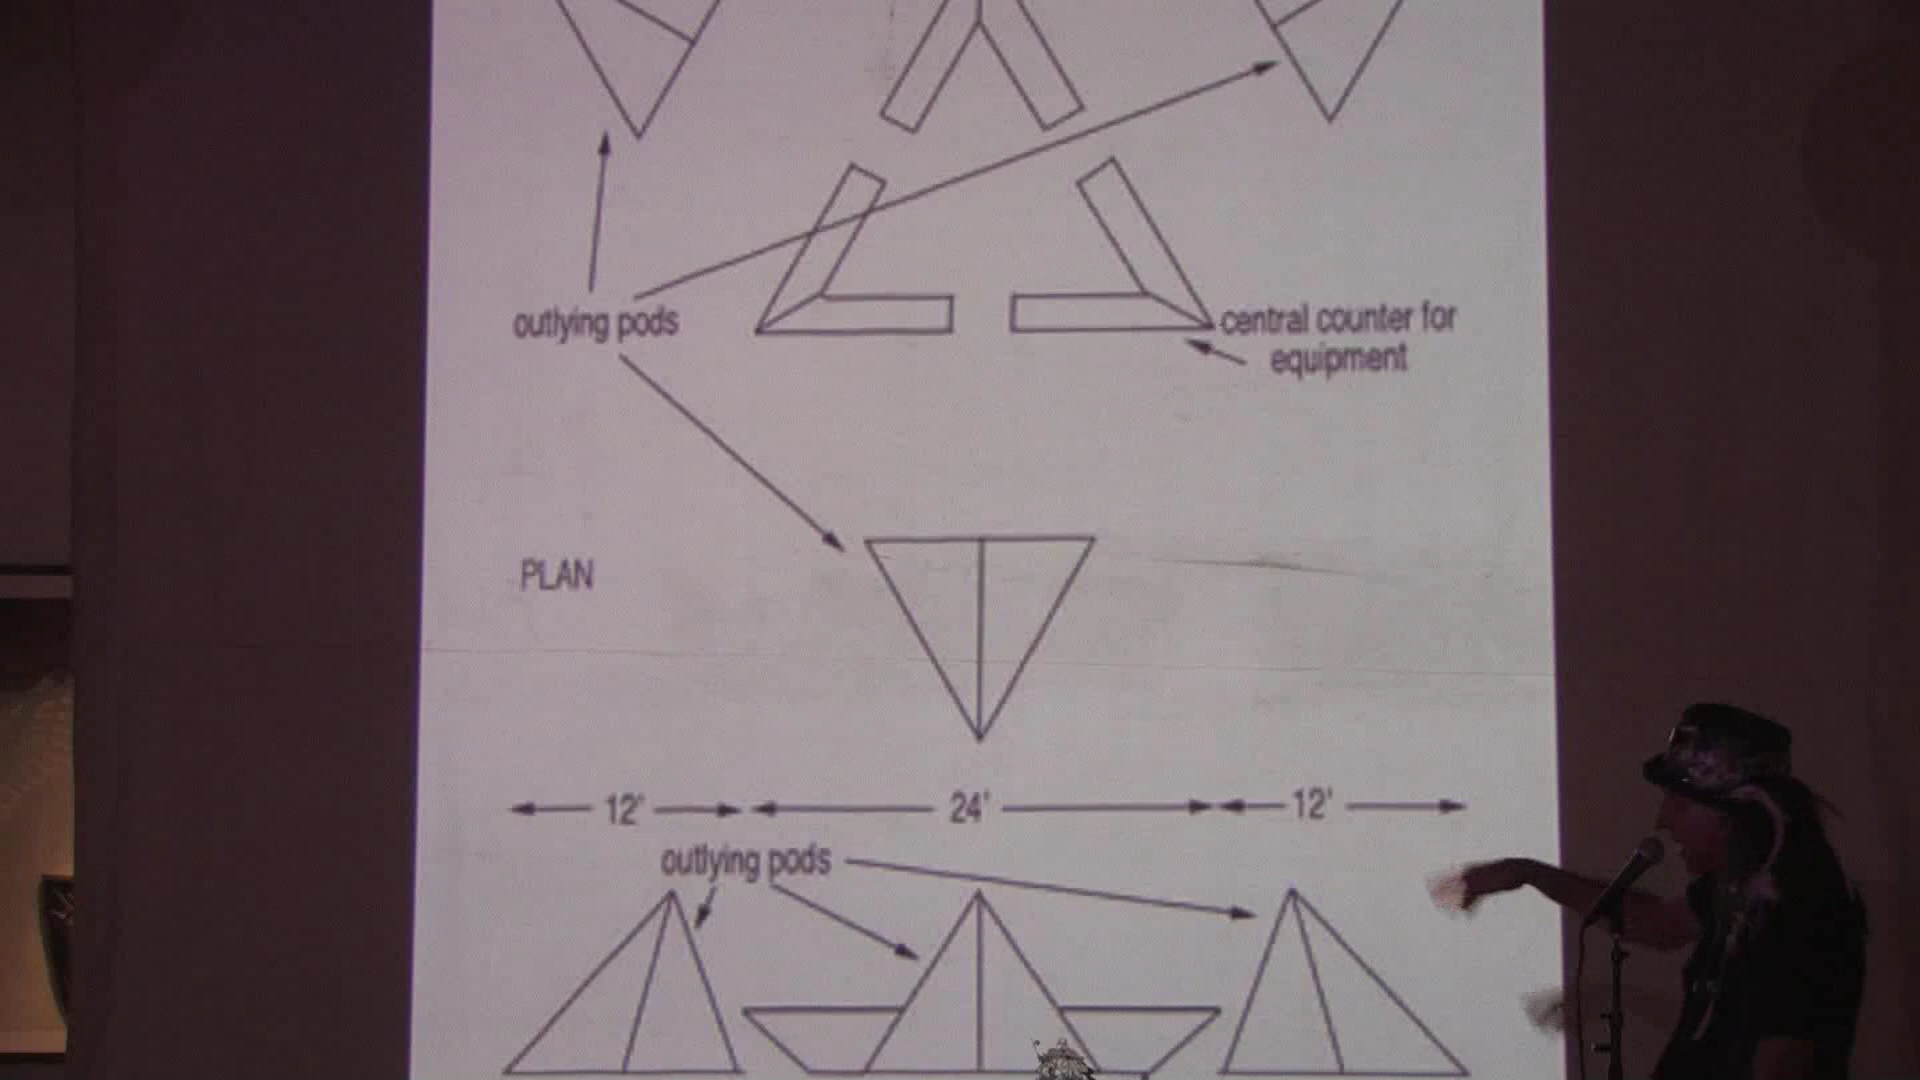 outlying pods
central counter for
equipment
PLAN
12'
24'
12'
outlying pods